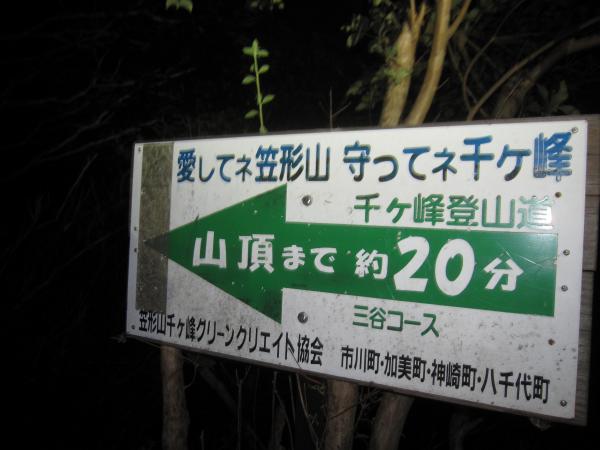 愛してネ笠形山 守ってネ千ケ峰
千ケ峰登山道
山頂まで 約20分
三谷コース
笠形山千ケ峰グリーンクリエイト協会 市川町・加美町・神崎町・八千代町